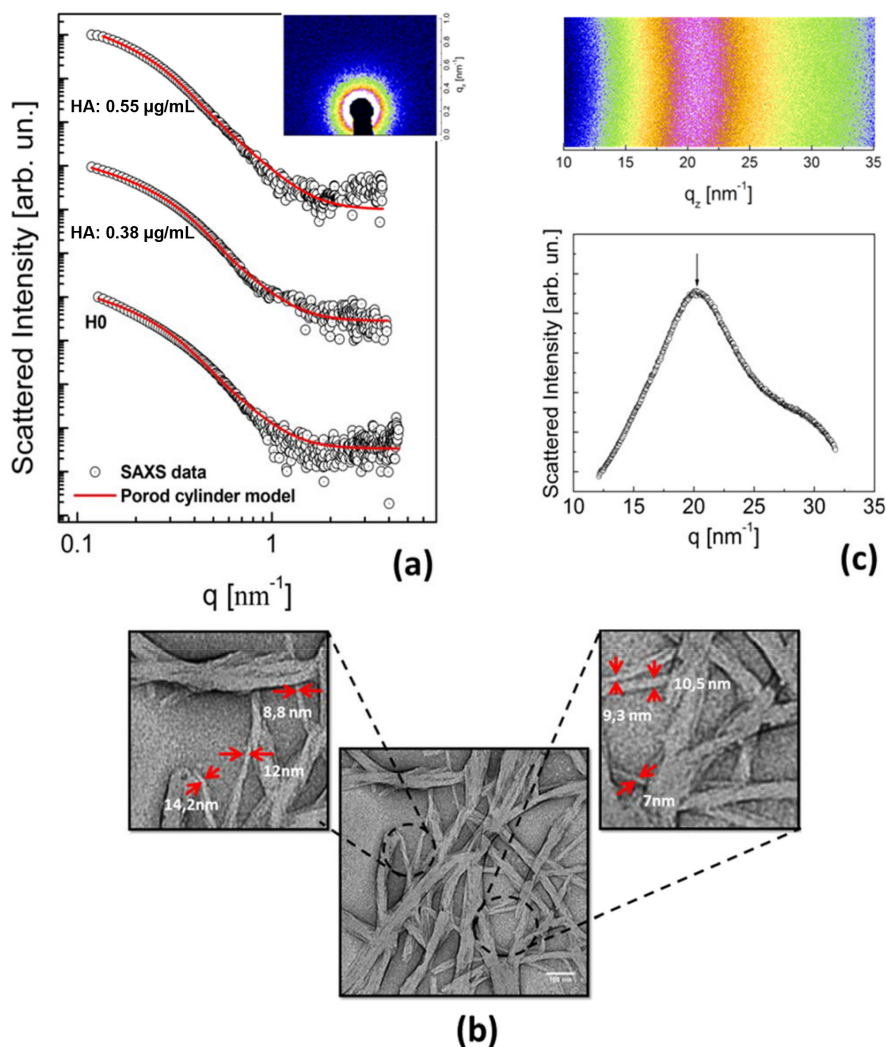 Scattered Intensity [arb. un.]
HA: 0.55 µg/mL
HA: 0.38 µg/mL
H0
SAXS data
Porod cylinder model
0.1
1
q [nm⁻¹]
(a)
0.0
0.2
0.4
0.6
0.8
1.0
10
15
20
25
30
35
q_z [nm⁻¹]
Scattered Intensity [arb. un.]
10
15
20
25
30
35
q [nm⁻¹]
(c)
8,8 nm
12nm
14,2nm
9,3 nm
10,5 nm
7nm
(b)